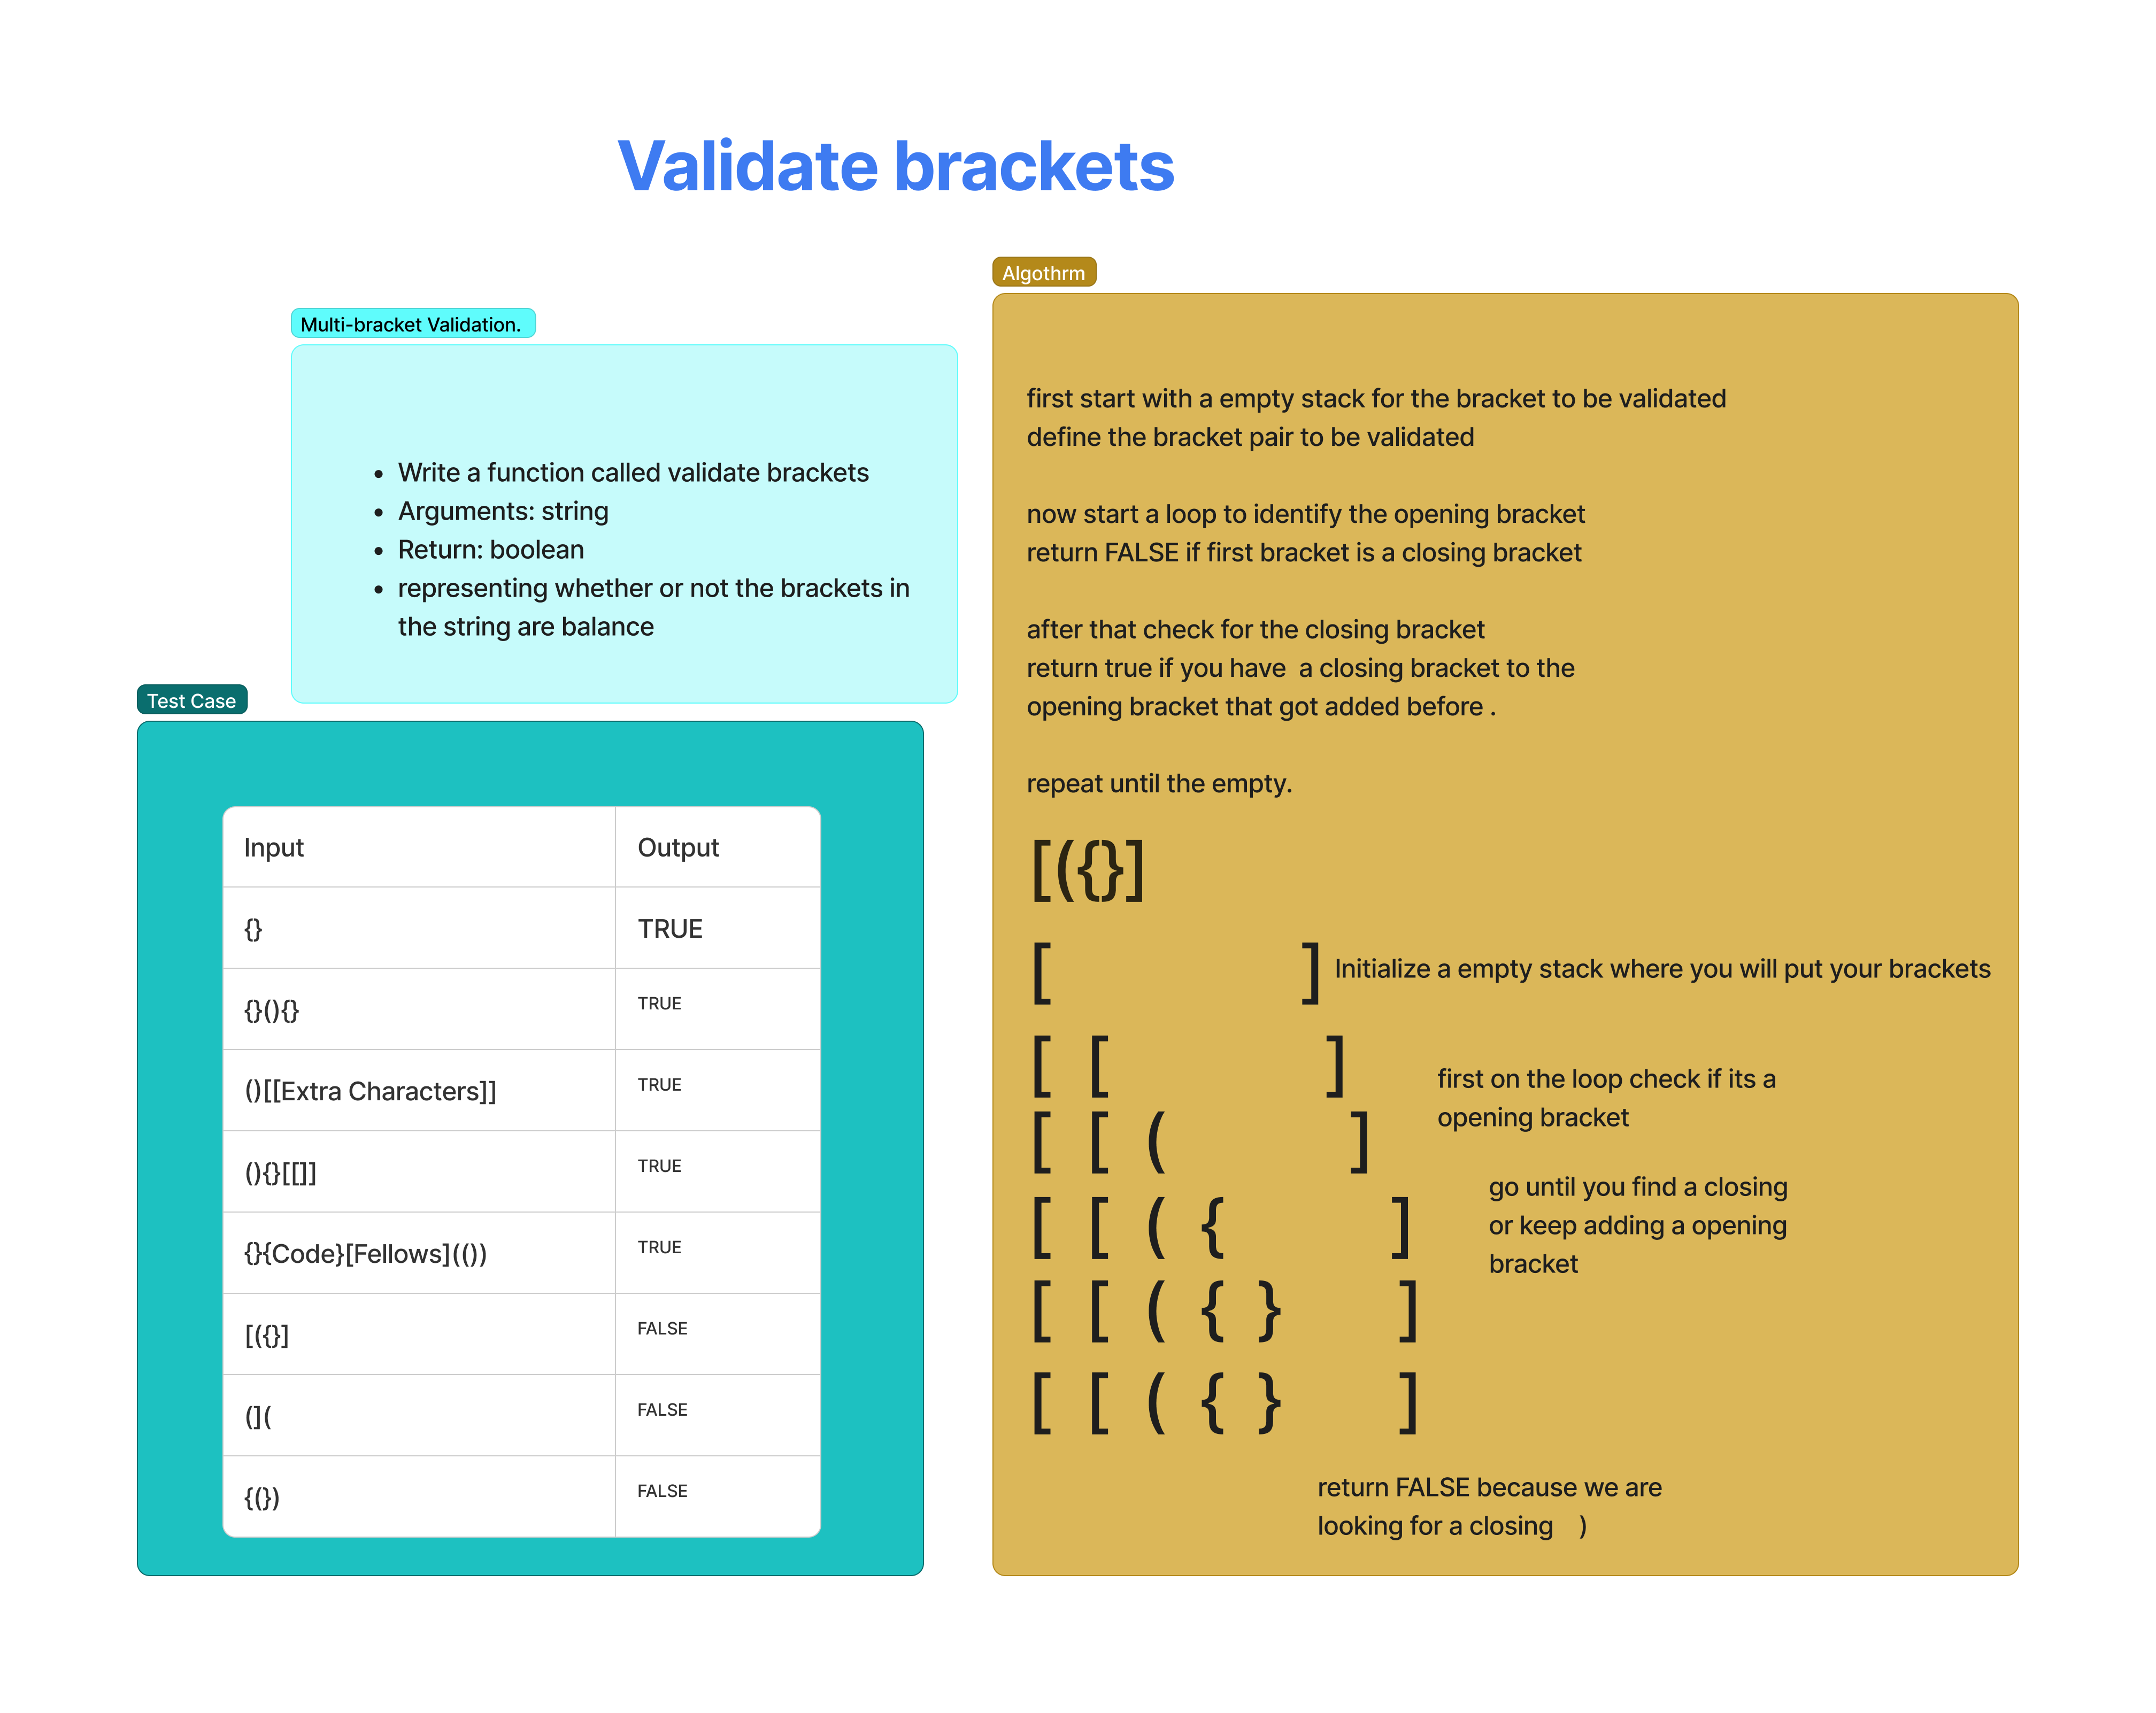 Validate brackets
Multi-bracket Validation.
Write a function called validate brackets
Arguments: string
Return: boolean
representing whether or not the brackets in
the string are balance
Test Case
Input Output
{} TRUE
{}(){} TRUE
()[[Extra Characters]] TRUE
(){}[[]] TRUE
{}{Code}[Fellows](()) TRUE
[({}] FALSE
(]( FALSE
{(}) FALSE
Algothrm
first start with a empty stack for the bracket to be validated
define the bracket pair to be validated
now start a loop to identify the opening bracket
return FALSE if first bracket is a closing bracket
after that check for the closing bracket
return true if you have  a closing bracket to the
opening bracket that got added before .
repeat until the empty.
[({}]
[ ] Initialize a empty stack where you will put your brackets
[ [ ]
first on the loop check if its a
opening bracket
[ [ ( ]
[ [ ( { ]
go until you find a closing
or keep adding a opening
bracket
[ [ ( { } ]
[ [ ( { } ]
return FALSE because we are
looking for a closing )